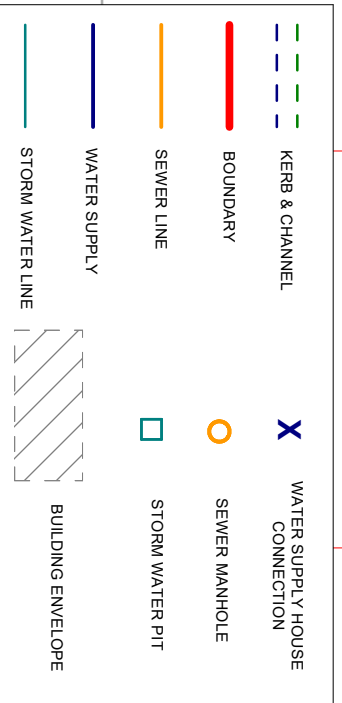 KERB & CHANNEL
BOUNDARY
SEWER LINE
WATER SUPPLY
STORM WATER LINE
X
WATER SUPPLY HOUSE
CONNECTION
SEWER MANHOLE
STORM WATER PIT
BUILDING ENVELOPE